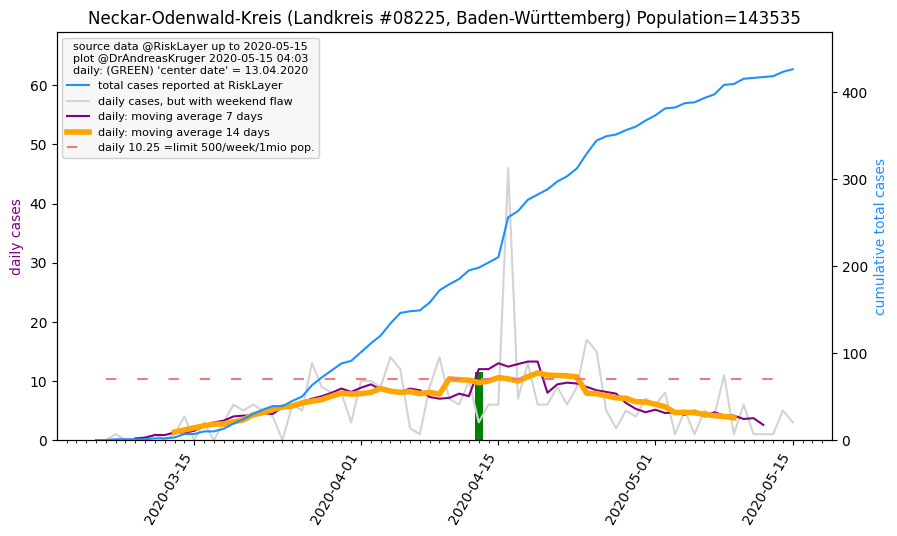 Neckar-Odenwald-Kreis (Landkreis #08225, Baden-Württemberg) Population=143535
source data @RiskLayer up to 2020-05-15
plot @DrAndreasKruger 2020-05-15 04:03
daily: (GREEN) 'center date' = 13.04.2020
total cases reported at RiskLayer
daily cases, but with weekend flaw
daily: moving average 7 days
daily: moving average 14 days
daily 10.25 =limit 500/week/1mio pop.
daily cases
60
50
40
30
20
10
0
cumulative total cases
400
300
200
100
0
2020-03-15
2020-04-01
2020-04-15
2020-05-01
2020-05-15